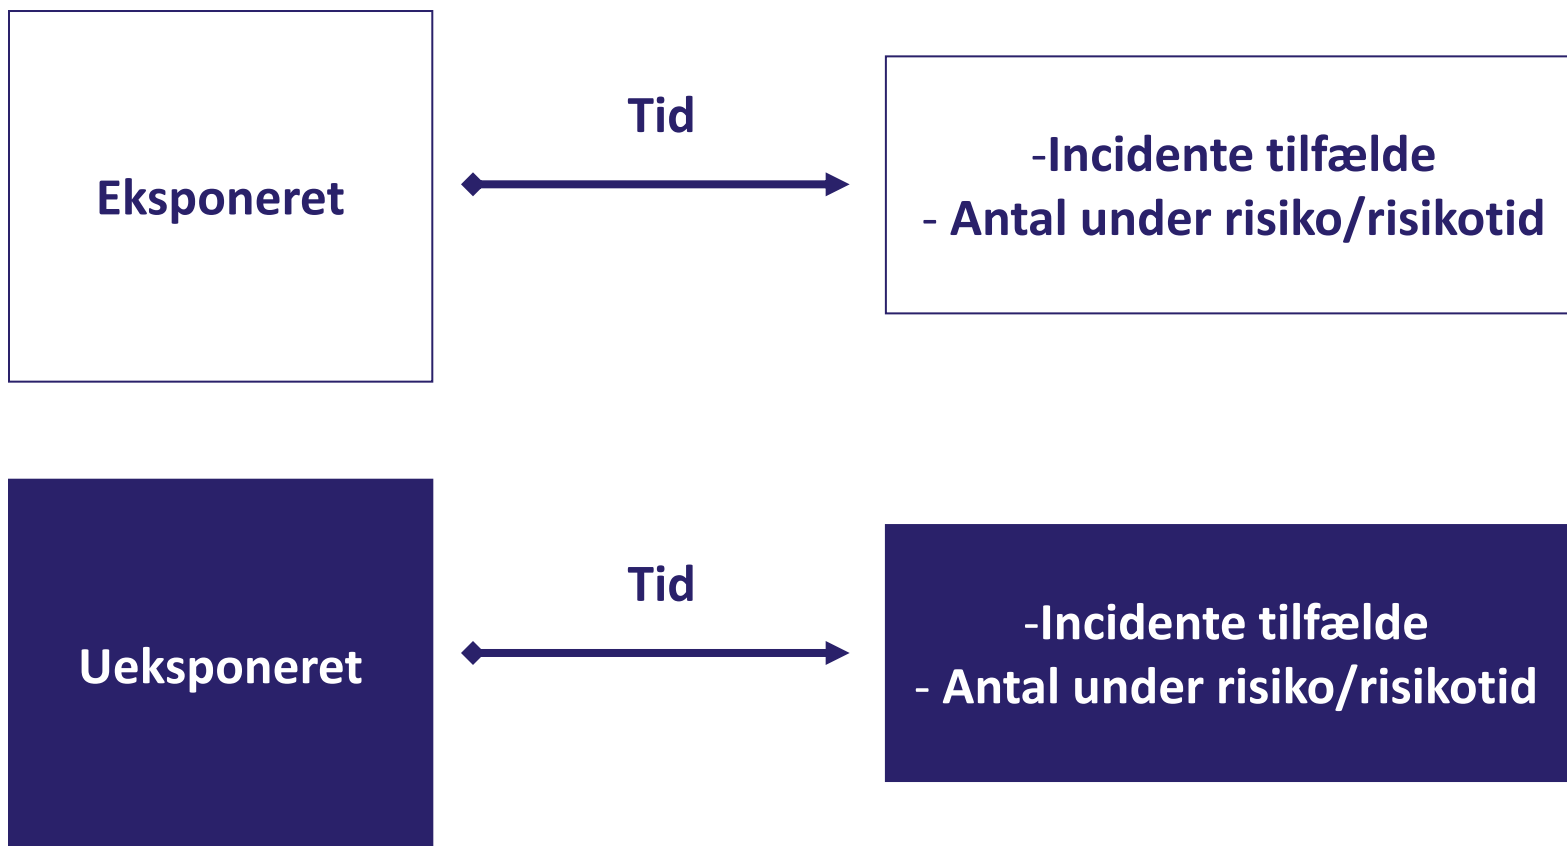 Eksponeret
Tid
-Incidente tilfælde
- Antal under risiko/risikotid
Ueksponeret
Tid
-Incidente tilfælde
- Antal under risiko/risikotid